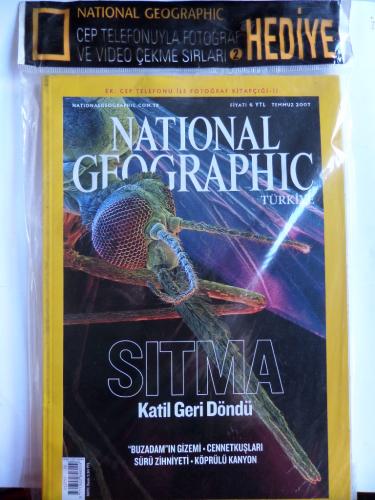 NATIONAL GEOGRAPHIC
CEP TELEFONUYLA FOTOĞRAF
VE VIDEO ÇEKME SIRLARI 2
HEDİYE
EK: CEP TELEFONU İLE FOTOĞRAF KİTAPÇIĞI-II
NATIONALGEOGRAPHIC.COM.TR
FİYATI 6 YTL TEMMUZ 2007
NATIONAL
GEOGRAPHIC
TÜRKİYE
SITMA
Katil Geri Döndü
"BUZADAM"IN GİZEMİ • CENNETKUŞLARI
SÜRÜ ZİHNİYETİ • KÖPRÜLÜ KANYON